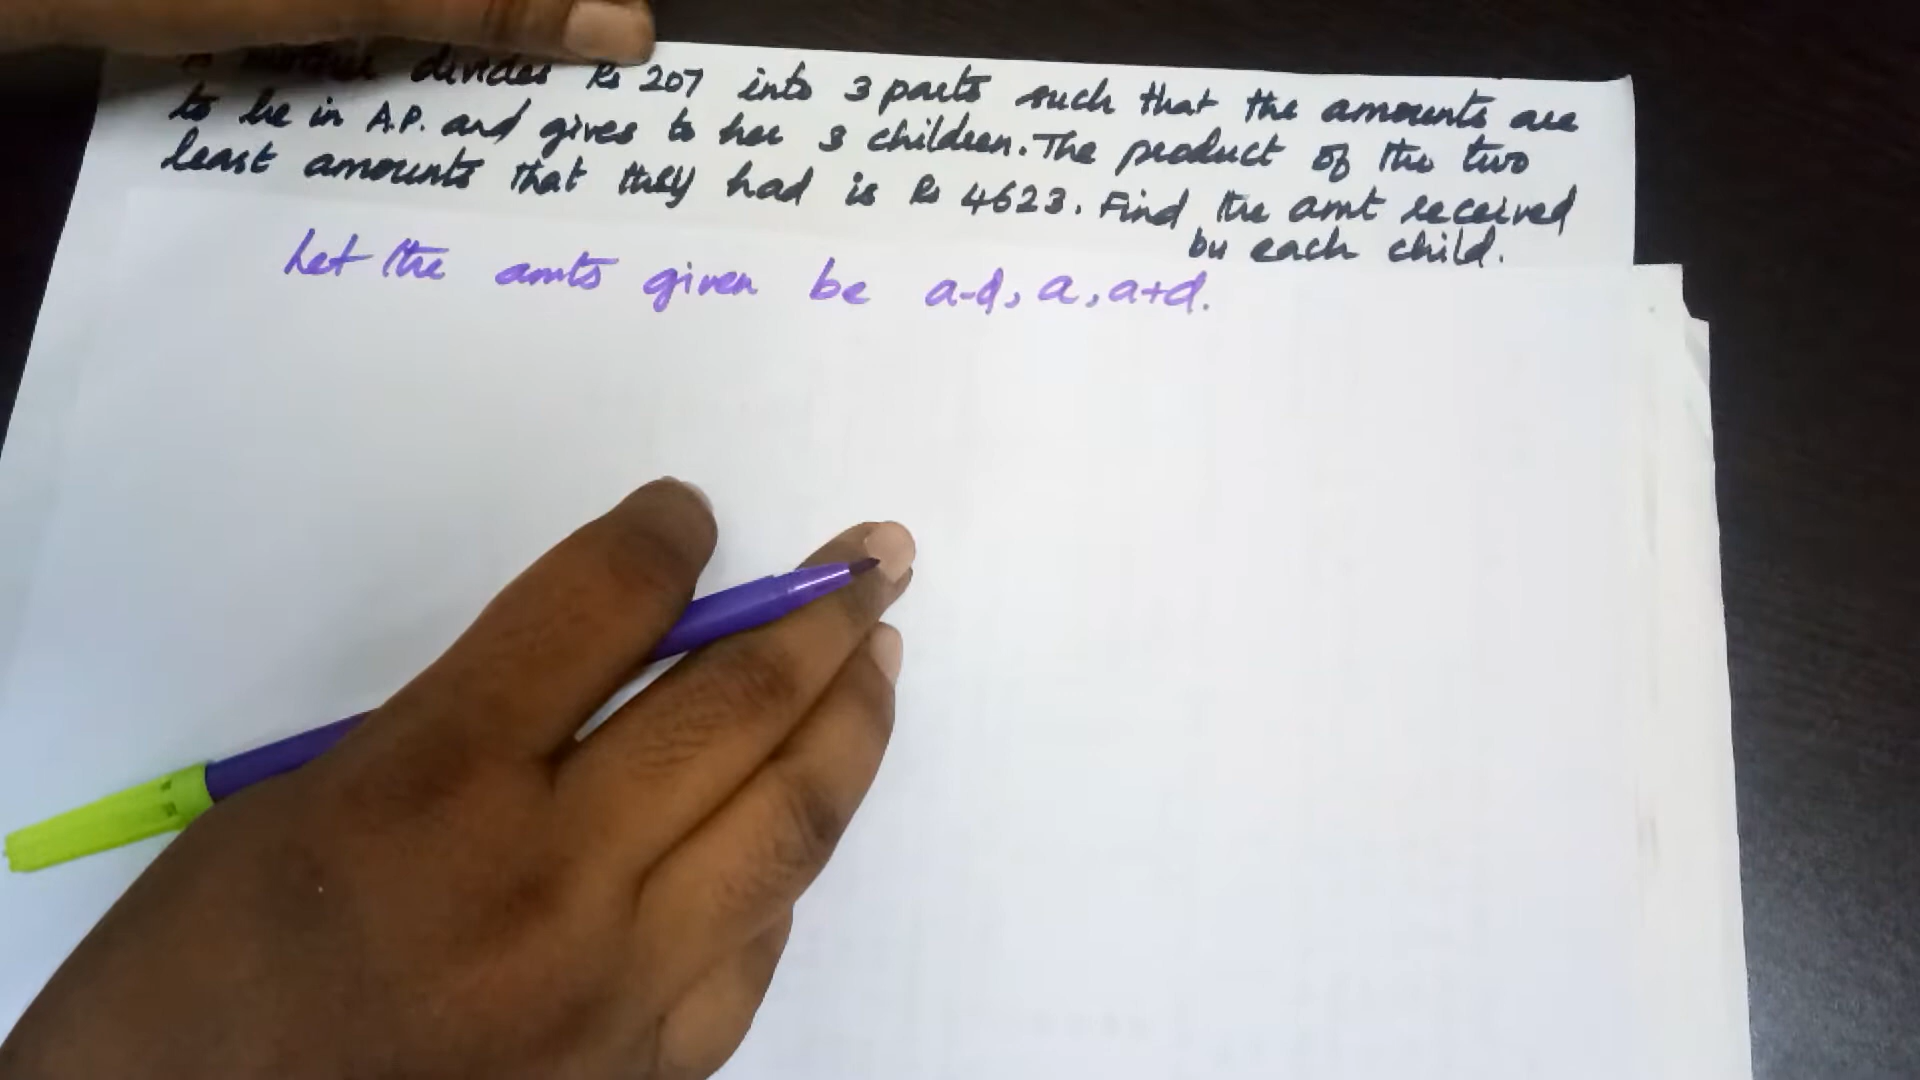 divides Rs 207 into 3 parts such that the amounts are
to be in A.P. and gives to her 3 children. The product of the two
least amounts that they had is Rs 4623. Find the amt received
by each child.
Let the amts given be a-d, a, a+d.